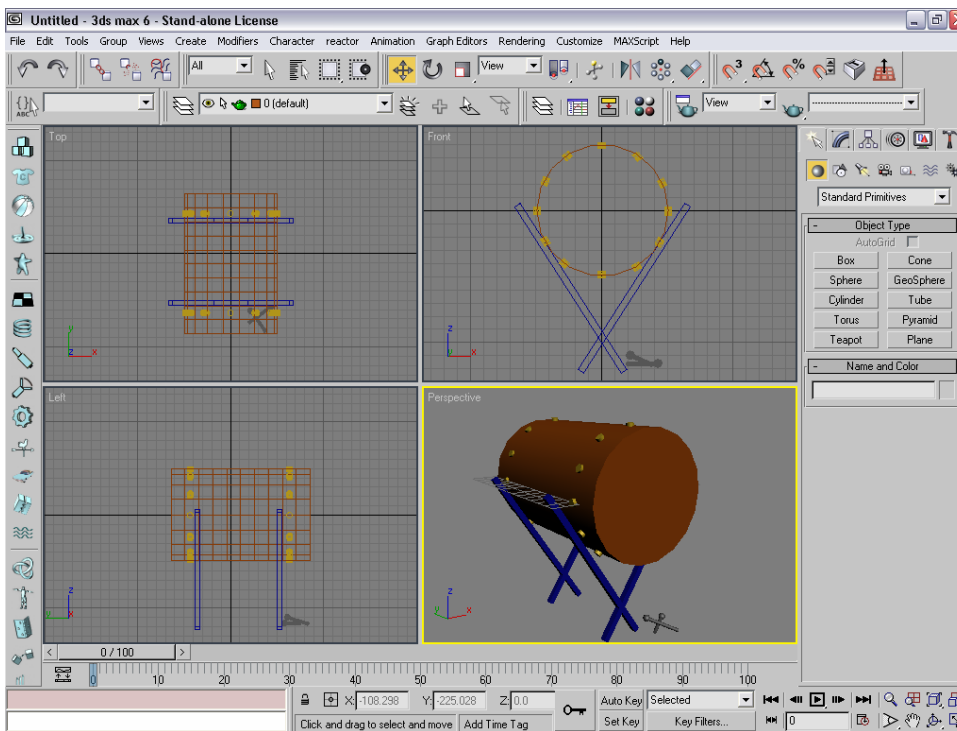 Untitled - 3ds max 6 - Stand-alone License
File Edit Tools Group Views Create Modifiers Character reactor Animation Graph Editors Rendering Customize MAXScript Help
All View
ABC 0 (default) View
Top Front
Standard Primitives
- Object Type
AutoGrid
Box Cone
Sphere GeoSphere
Cylinder Tube
Torus Pyramid
Teapot Plane
- Name and Color
y z x
z
x
Left Perspective
z
y x
z
y x
< 0 / 100 >
0 10 20 30 40 50 60 70 80 90 100
X: -108.298 Y: -225.028 Z: 0.0 Auto Key Selected
Click and drag to select and move Add Time Tag Set Key Key Filters... 0